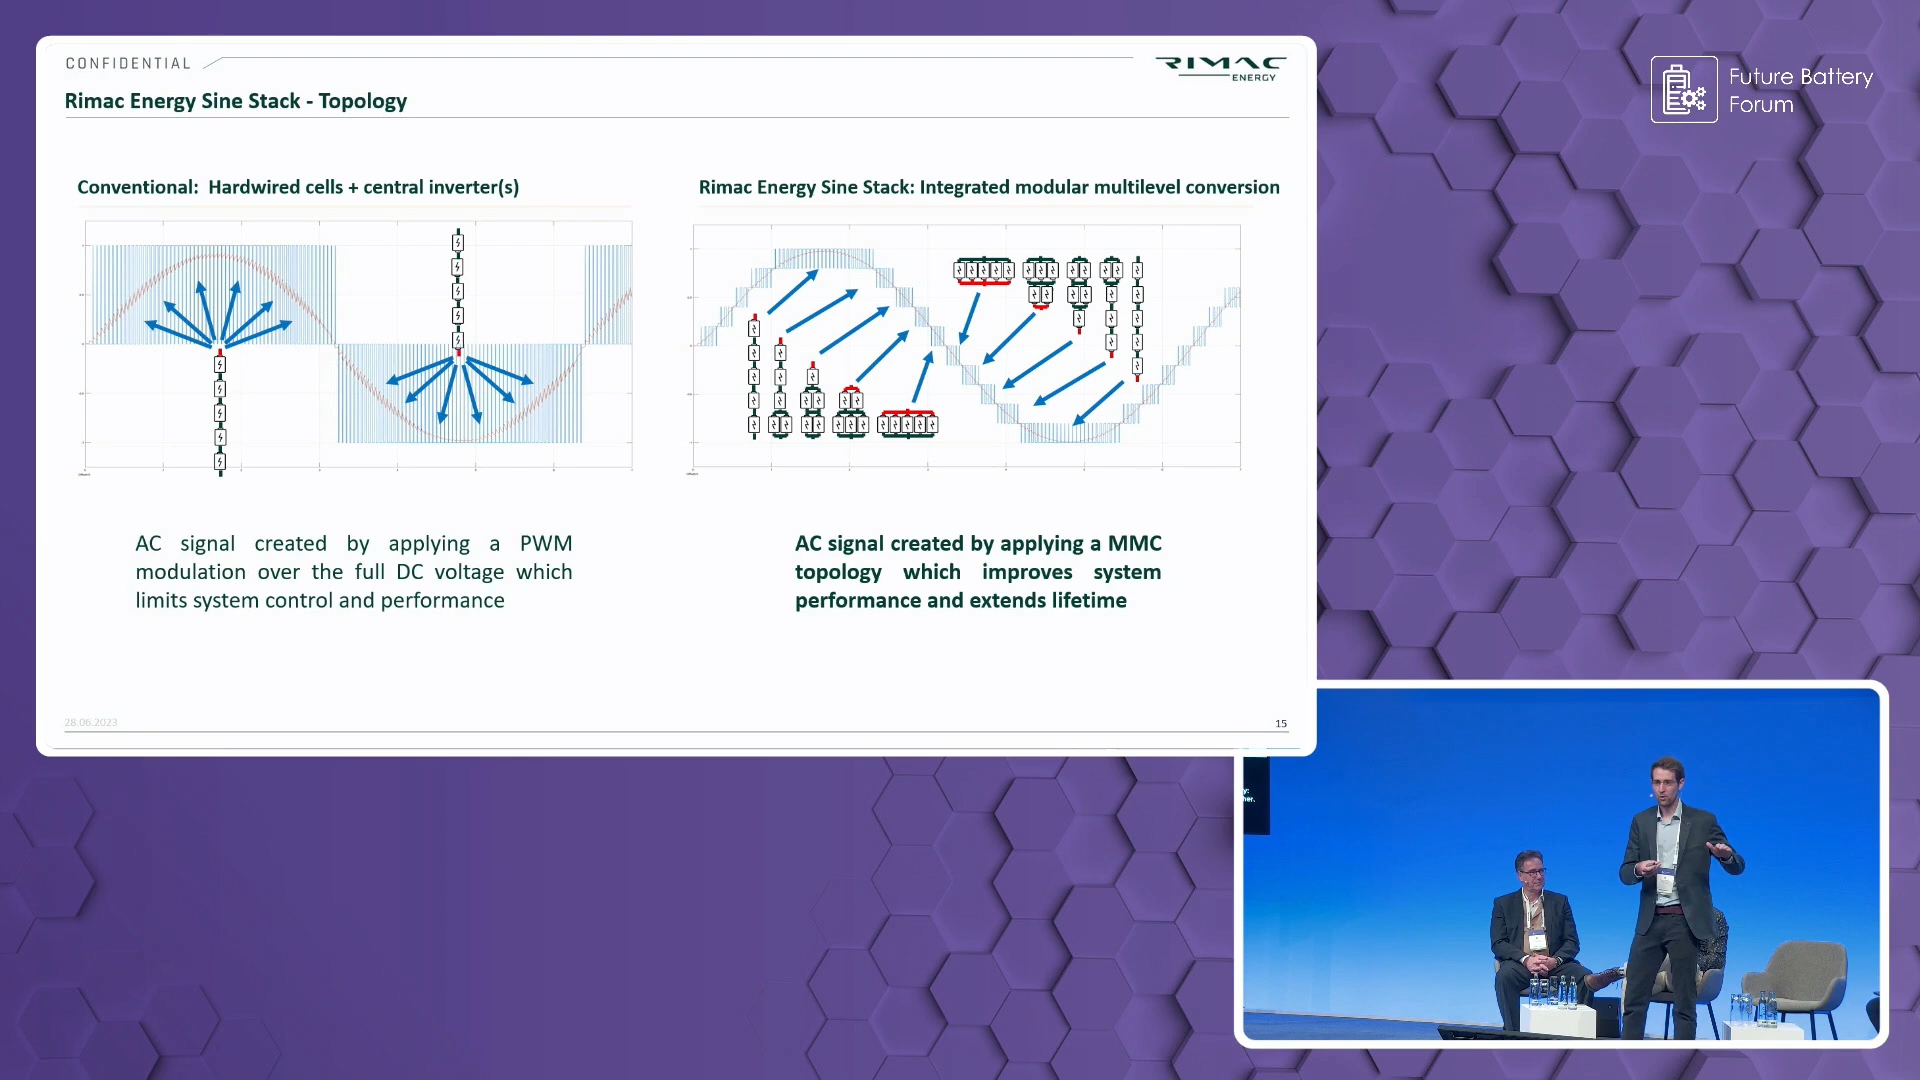 CONFIDENTIAL
RIMAC
ENERGY
Rimac Energy Sine Stack - Topology
Future Battery
Forum
Conventional: Hardwired cells + central inverter(s)
Rimac Energy Sine Stack: Integrated modular multilevel conversion
AC signal created by applying a PWM
modulation over the full DC voltage which
limits system control and performance
AC signal created by applying a MMC
topology which improves system
performance and extends lifetime
28.06.2023
15